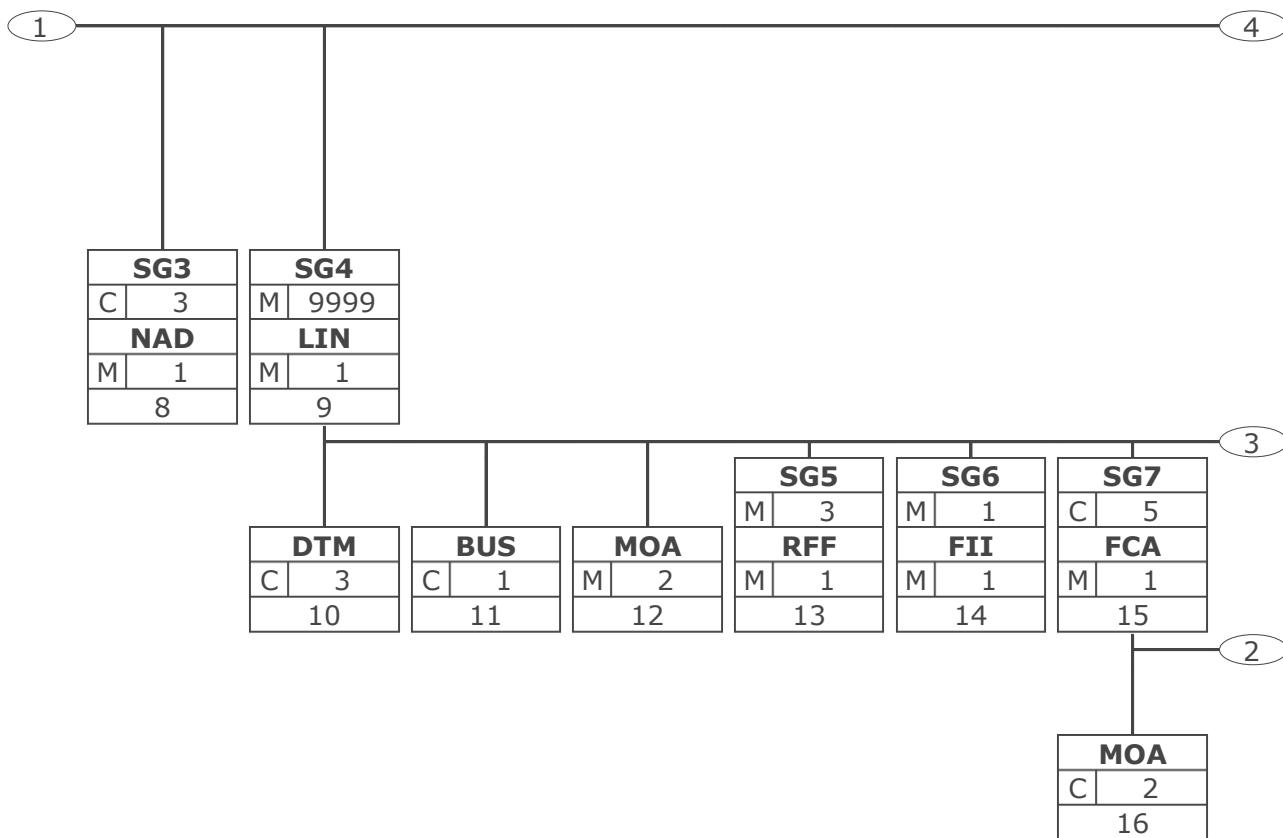 1 4
SG3 SG4
C 3 M 9999
NAD LIN
M 1 M 1
8 9
3
SG5 SG6 SG7
M 3 M 1 C 5
DTM BUS MOA RFF FII FCA
C 3 C 1 M 2 M 1 M 1 M 1
10 11 12 13 14 15
2
MOA
C 2
16